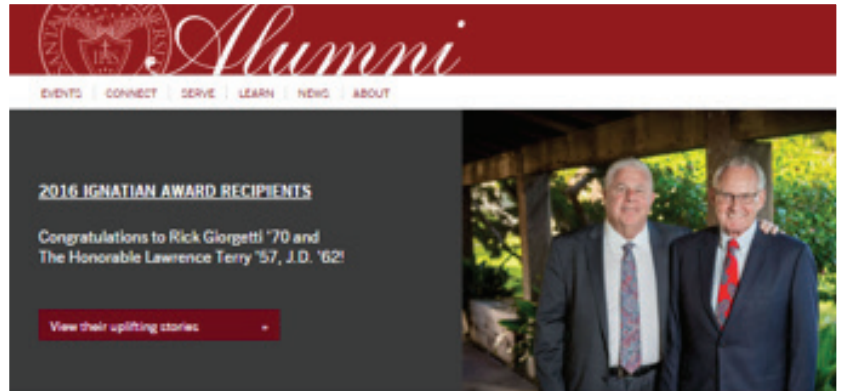 Alumni
EVENTS CONNECT SERVE LEARN NEWS ABOUT
2016 IGNATIAN AWARD RECIPIENTS
Congratulations to Rick Giorgetti '70 and
The Honorable Lawrence Terry '57, J.D. '62!
View their uplifting stories